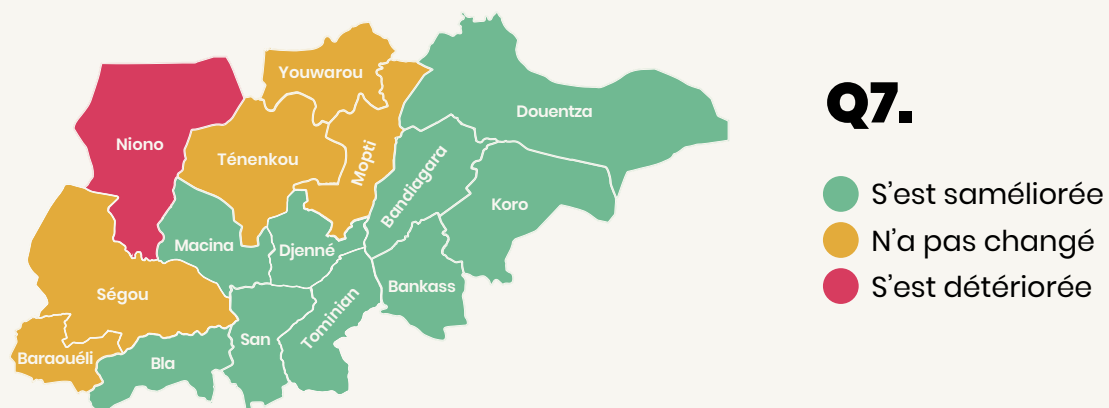 Youwarou
Douentza
Niono
Ténenkou
Mopti
Bandiagara
Koro
Macina
Djenné
Bankass
Ségou
Tominian
San
Baraouéli
Bla
Q7.
S'est saméliorée
N'a pas changé
S'est détériorée